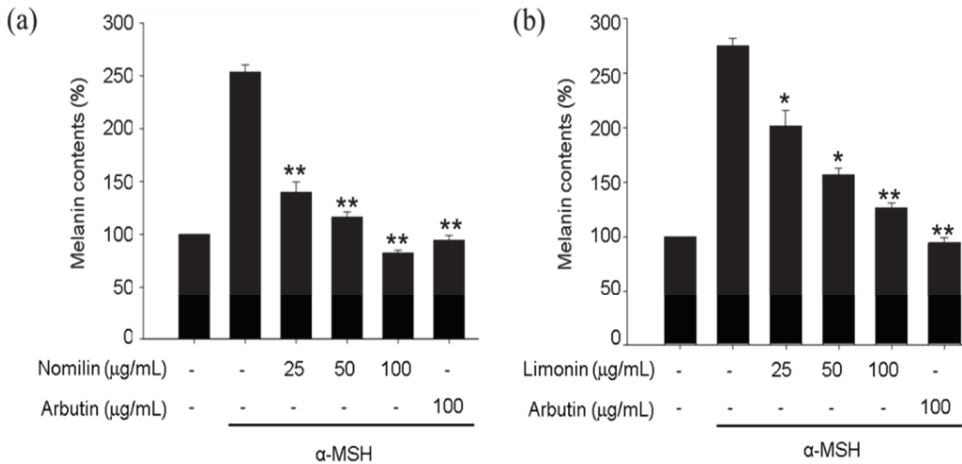 (a)
Melanin contents (%)
300
250
200
150
100
50
0
**
**
**
**
Nomilin (μg/mL) - - 25 50 100 -
Arbutin (μg/mL) - - - - - 100
α-MSH
(b)
Melanin contents (%)
300
250
200
150
100
50
0
*
*
**
**
Limonin (μg/mL) - - 25 50 100 -
Arbutin (μg/mL) - - - - - 100
α-MSH